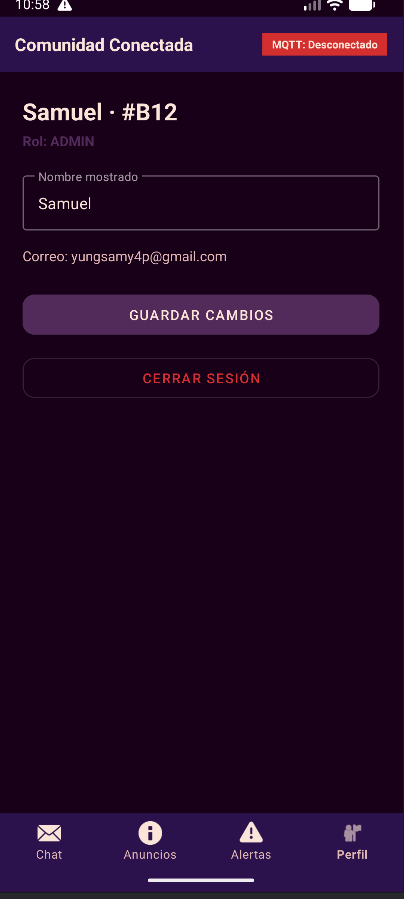 10:58
Comunidad Conectada
MQTT: Desconectado
Samuel · #B12
Rol: ADMIN
Nombre mostrado
Samuel
Correo: yungsamy4p@gmail.com
GUARDAR CAMBIOS
CERRAR SESIÓN
Chat
Anuncios
Alertas
Perfil